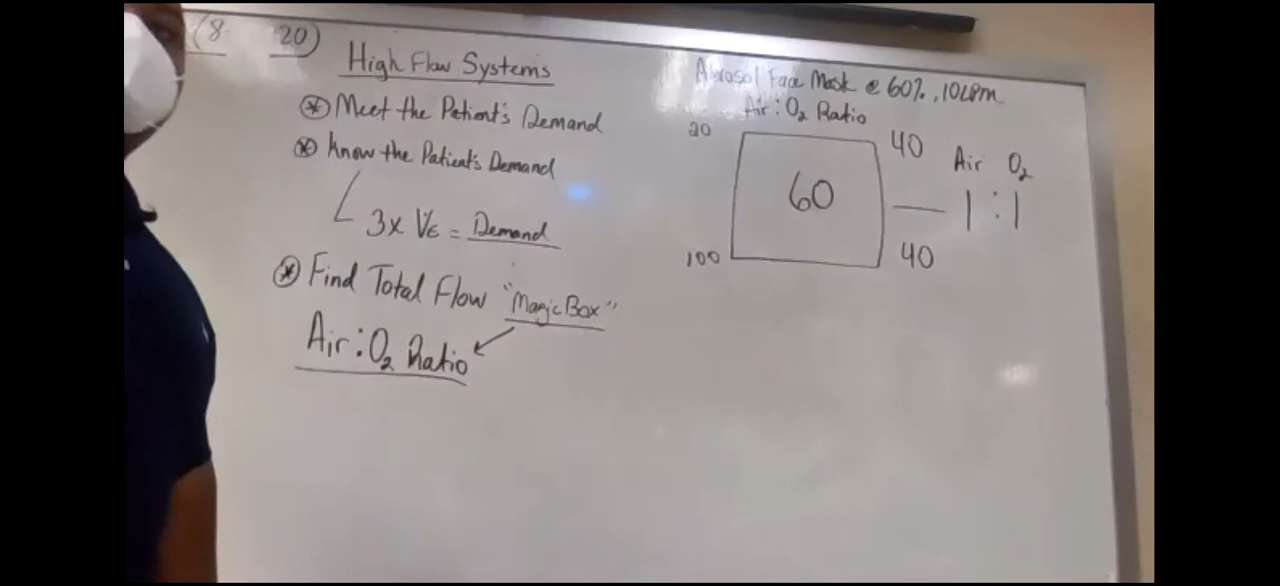 (8 20)
High Flow Systems
* Meet the Patient's Demand
* Know the Patient's Demand
3x V̇E = Demand
* Find Total Flow "Magic Box"
Air : O2 Ratio
Aerosol Face Mask @ 60%, 10LPM
Air : O2 Ratio
20 40 Air O2
60 1 : 1
100 40